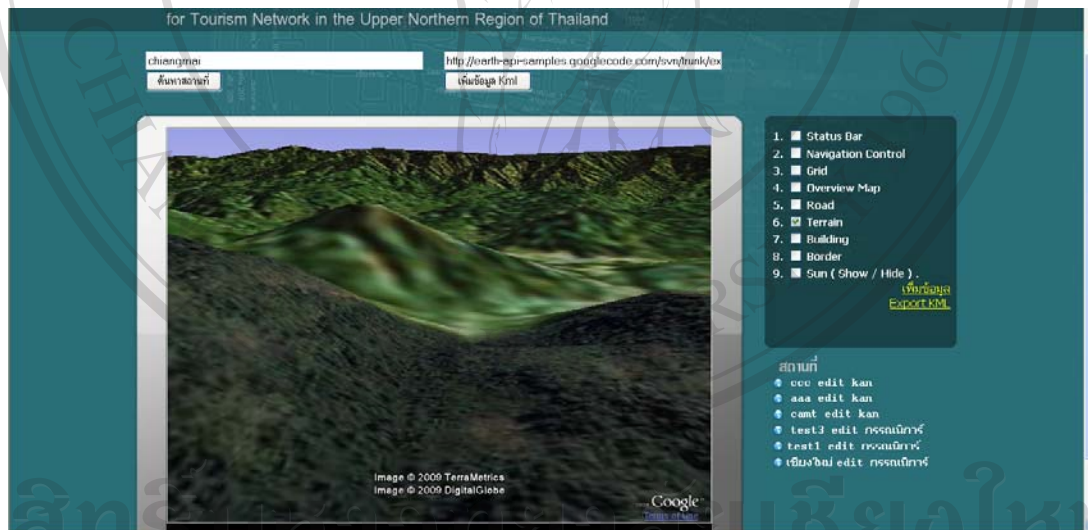 for Tourism Network in the Upper Northern Region of Thailand
chiangmai
http://earth-api-samples.googlecode.com/svn/trunk/ex
ค้นหาสถานที่
เพิ่มข้อมูล Kml
1. Status Bar
2. Navigation Control
3. Grid
4. Overview Map
5. Road
6. Terrain
7. Building
8. Border
9. Sun ( Show / Hide ) .
เพิ่มข้อมูล
Export KML
สถานที่
ccc edit kan
aaa edit kan
camt edit kan
test3 edit กรรณนิการ์
test1 edit กรรณนิการ์
เชียงใหม่ edit กรรณนิการ์
Image © 2009 TerraMetrics
Image © 2009 DigitalGlobe
Google
Terms of Use